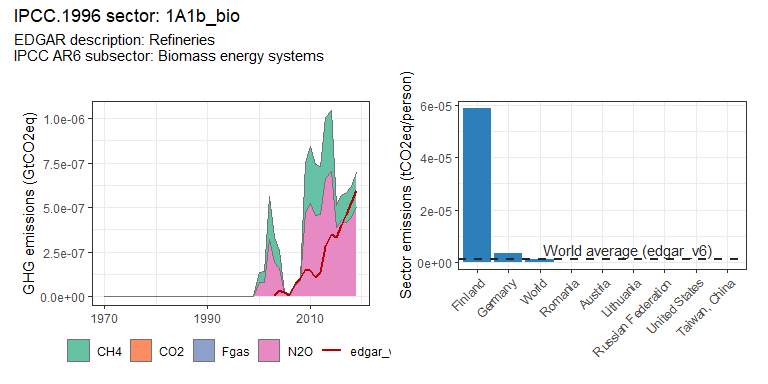 IPCC.1996 sector: 1A1b_bio
EDGAR description: Refineries
IPCC AR6 subsector: Biomass energy systems
GHG emissions (GtCO2eq)
1.0e-06
7.5e-07
5.0e-07
2.5e-07
0.0e+00
1970
1990
2010
CH4
CO2
Fgas
N2O
edgar_v
Sector emissions (tCO2eq/person)
6e-05
4e-05
2e-05
0e+00
World average (edgar_v6)
Finland
Germany
World
Romania
Austria
Lithuania
Russian Federation
United States
Taiwan, China